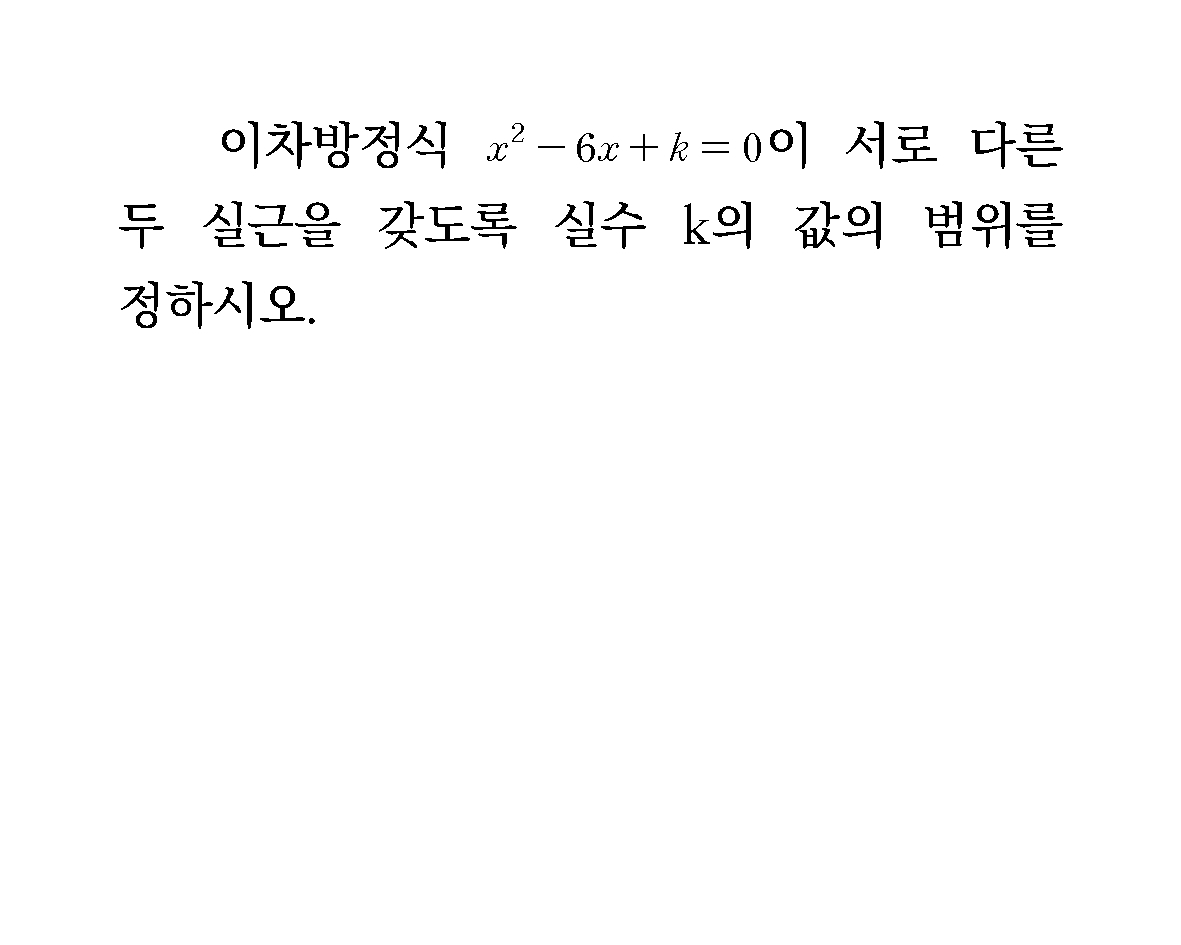 이차방정식 x² − 6x + k = 0이 서로 다른
두 실근을 갖도록 실수 k의 값의 범위를
정하시오.